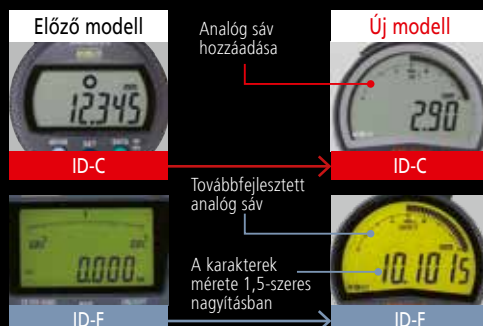 Előző modell
Analóg sáv
hozzáadása
Új modell
12.345
mm
2.90
ID-C
ID-C
Továbbfejlesztett
analóg sáv
0.000
A karakterek
mérete 1,5-szeres
nagyításban
10.1015
ID-F
ID-F